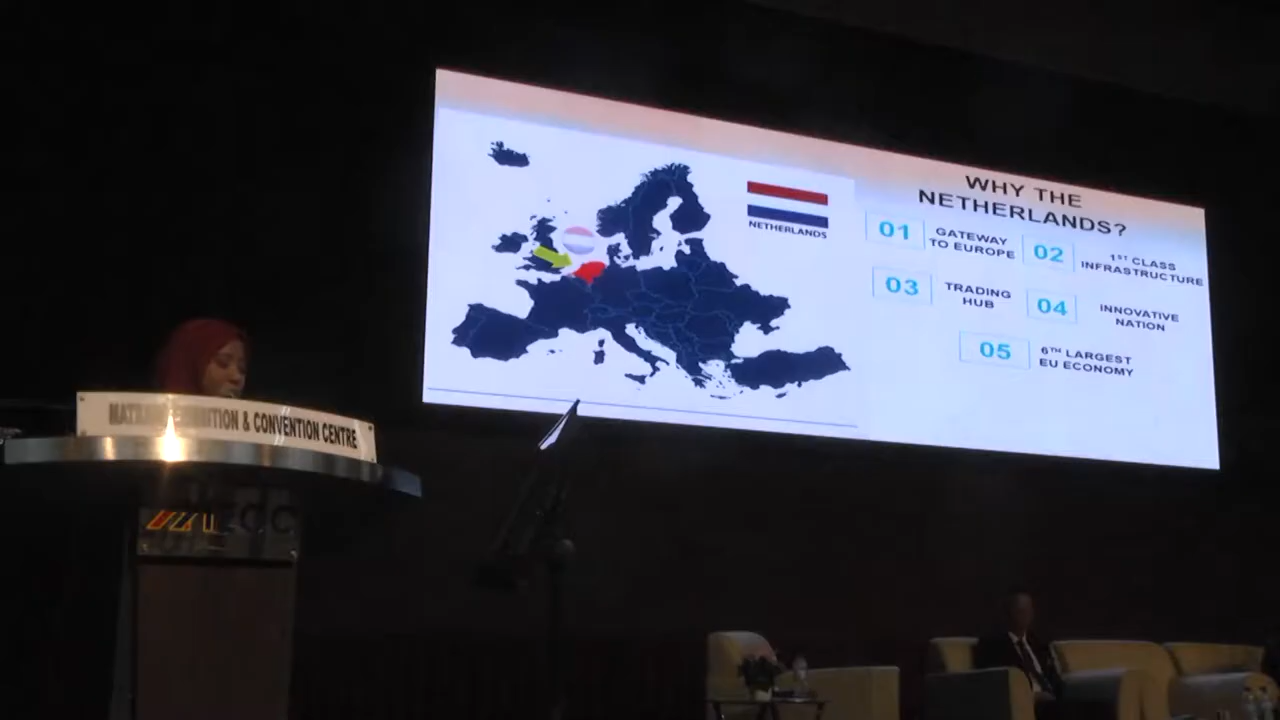 WHY THE
NETHERLANDS?
NETHERLANDS
01
GATEWAY
TO EUROPE
02
1ST CLASS
INFRASTRUCTURE
03
TRADING
HUB
04
INNOVATIVE
NATION
05
6TH LARGEST
EU ECONOMY
& CONVENTION CENTRE